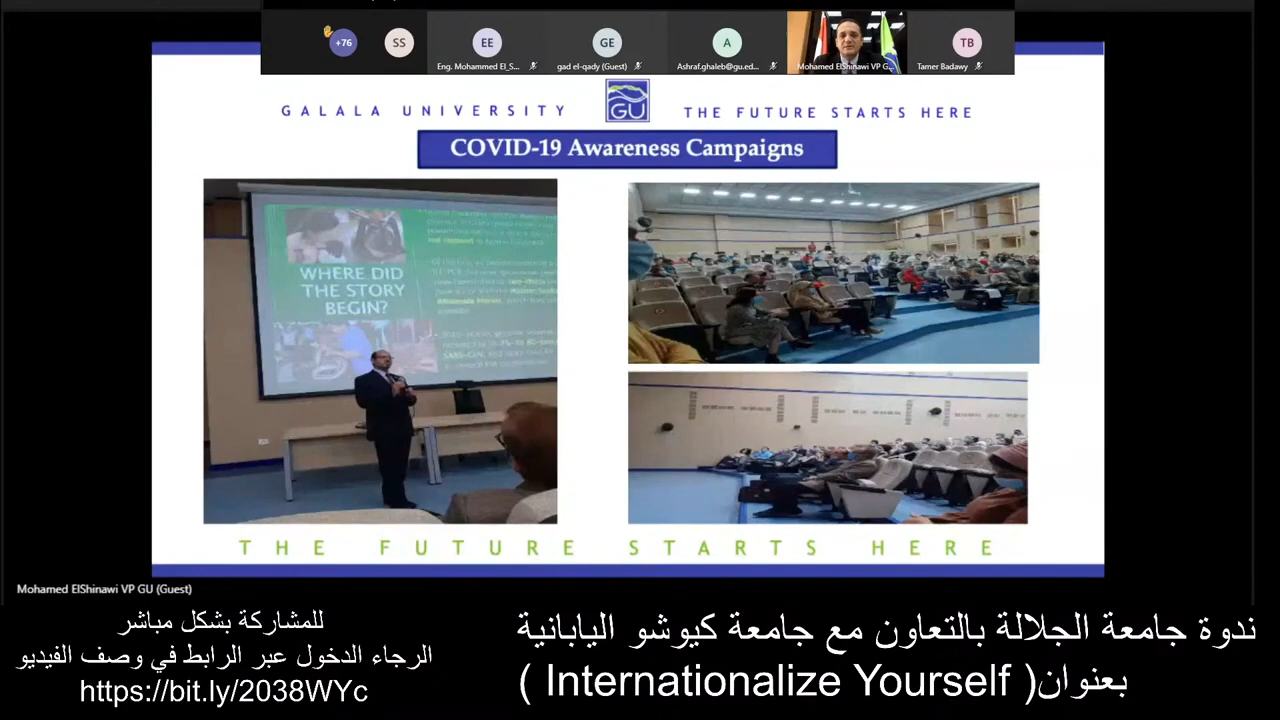 +76
SS
EE
GE
A
TB
Eng. Mohammed El_S...
gad el-qady (Guest)
Ashraf.ghaleb@gu.ed...
Mohamed ElShinawi VP G...
Tamer Badawy
GALALA UNIVERSITY
GU
THE FUTURE STARTS HERE
COVID-19 Awareness Campaigns
WHERE DID
THE STORY
BEGIN?
THE FUTURE STARTS HERE
Mohamed ElShinawi VP GU (Guest)
ندوة جامعة الجلالة بالتعاون مع جامعة كيوشو اليابانية
بعنوان( Internationalize Yourself )
للمشاركة بشكل مباشر
الرجاء الدخول عبر الرابط في وصف الفيديو
https://bit.ly/2038WYc